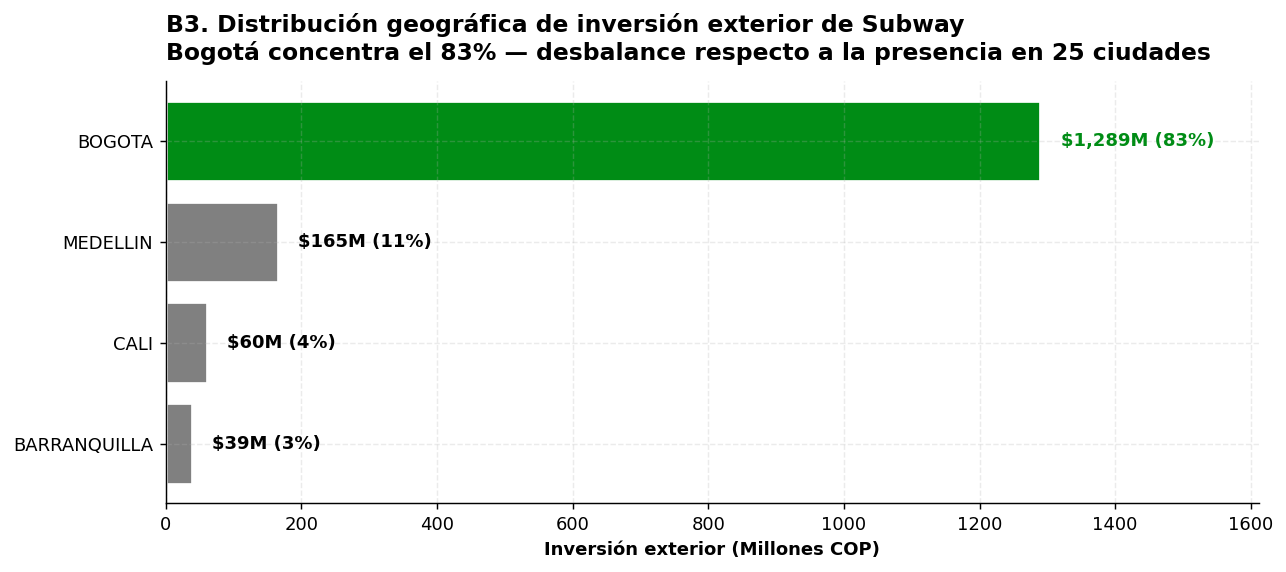 B3. Distribución geográfica de inversión exterior de Subway
Bogotá concentra el 83% — desbalance respecto a la presencia en 25 ciudades
BOGOTA
$1,289M (83%)
MEDELLIN
$165M (11%)
CALI
$60M (4%)
BARRANQUILLA
$39M (3%)
0 200 400 600 800 1000 1200 1400 1600
Inversión exterior (Millones COP)